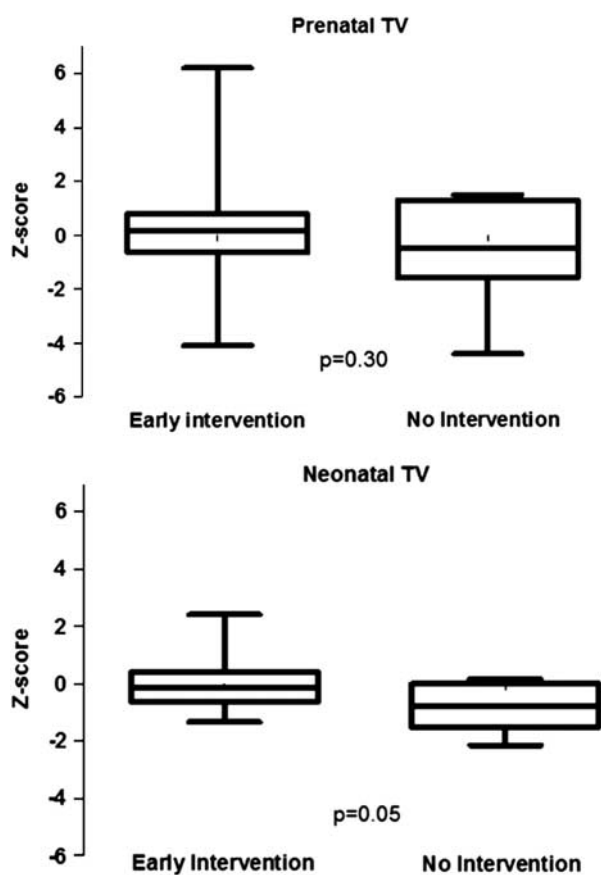 Prenatal TV
6
4
2
0
-2
-4
-6
Z-score
p=0.30
Early intervention No Intervention
Neonatal TV
6
4
2
0
-2
-4
-6
Z-score
p=0.05
Early Intervention No Intervention